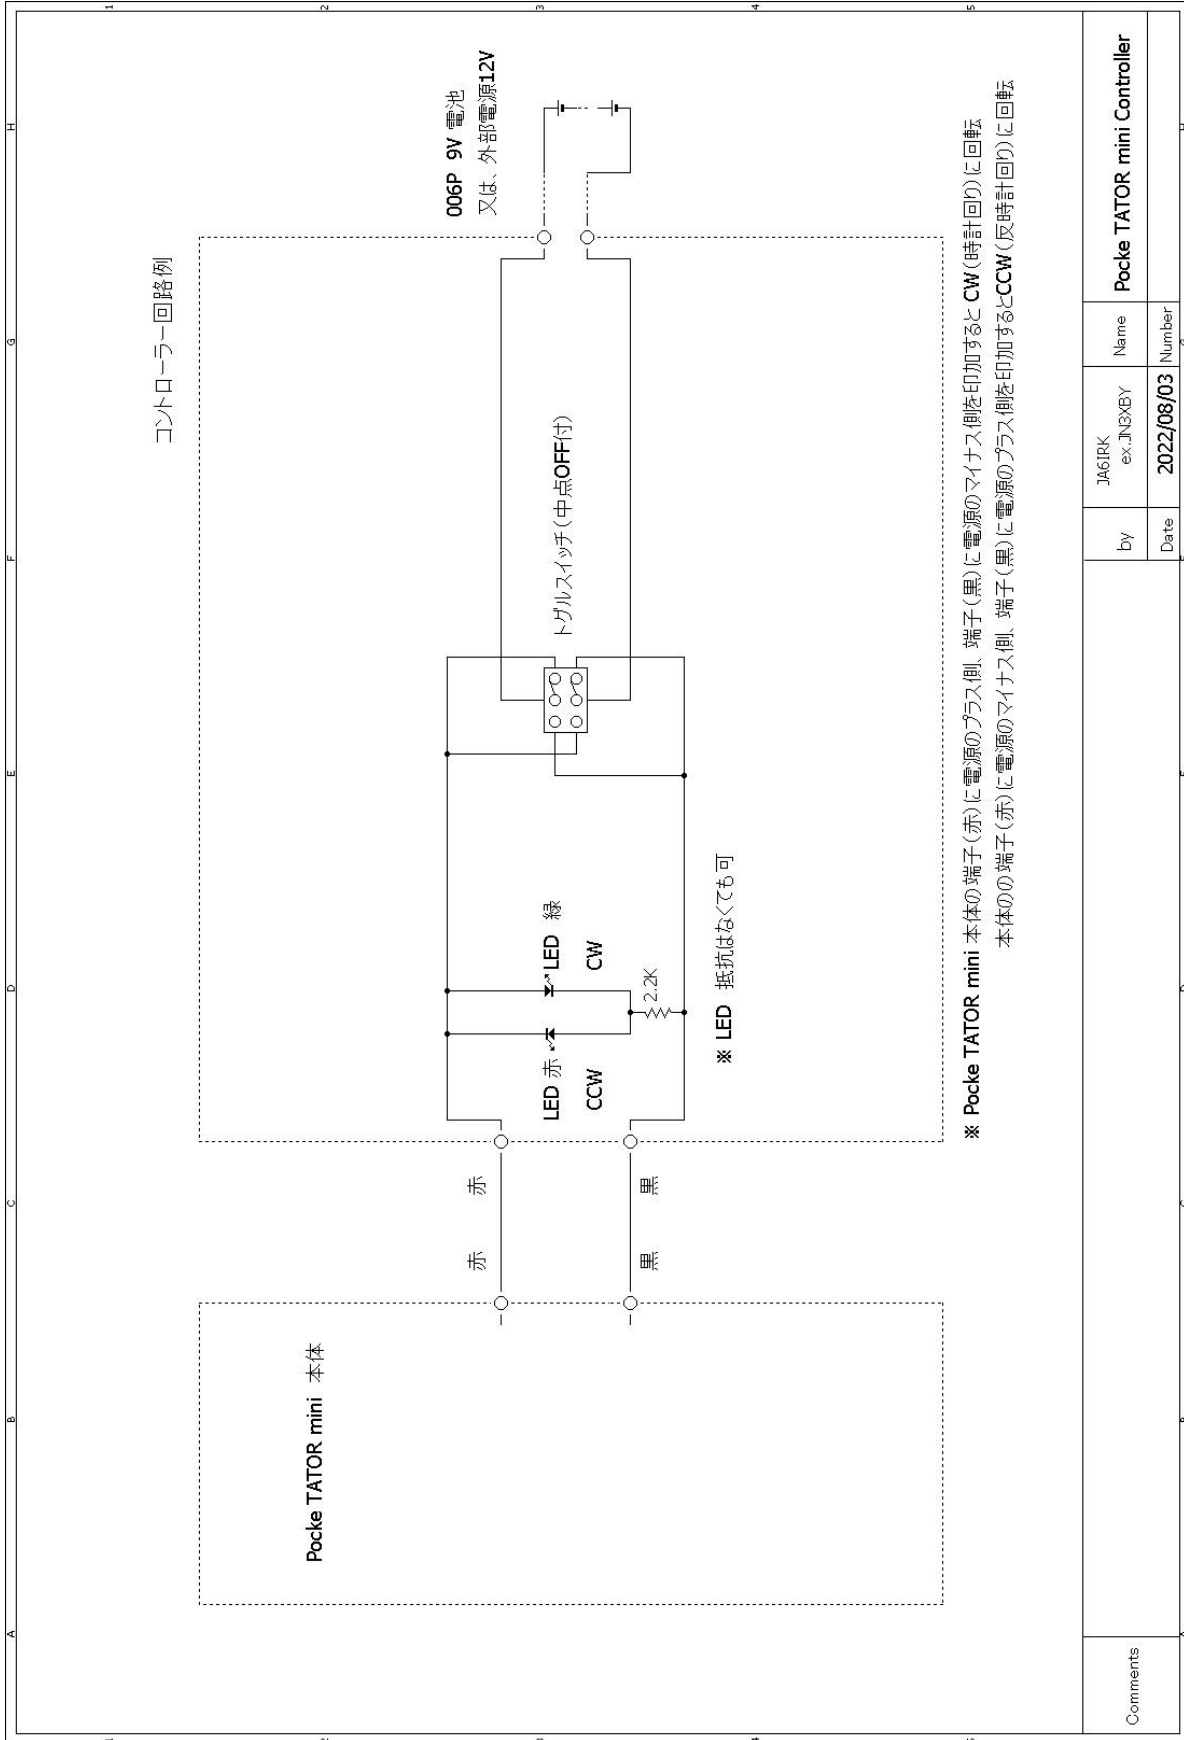 コントローラー回路例
006P 9V 電池
又は、外部電源12V
トグルスイッチ(中点OFF付)
Pocke TATOR mini 本体
赤 赤
黒 黒
LED 赤
CCW
LED 緑
CW
2.2K
※ LED 抵抗はなくても可
※ Pocke TATOR mini 本体の端子(赤)に電源のプラス側、端子(黒)に電源のマイナス側を印加すると CW(時計回り)に回転
本体のの端子(赤)に電源のマイナス側、端子(黒)に電源のプラス側を印加するとCCW(反時計回り)に回転
Comments
by
JA6IRK
ex.JN3XBY
Name
Pocke TATOR mini Controller
Date
2022/08/03
Number
A B C D E F G H
1 2 3 4 5